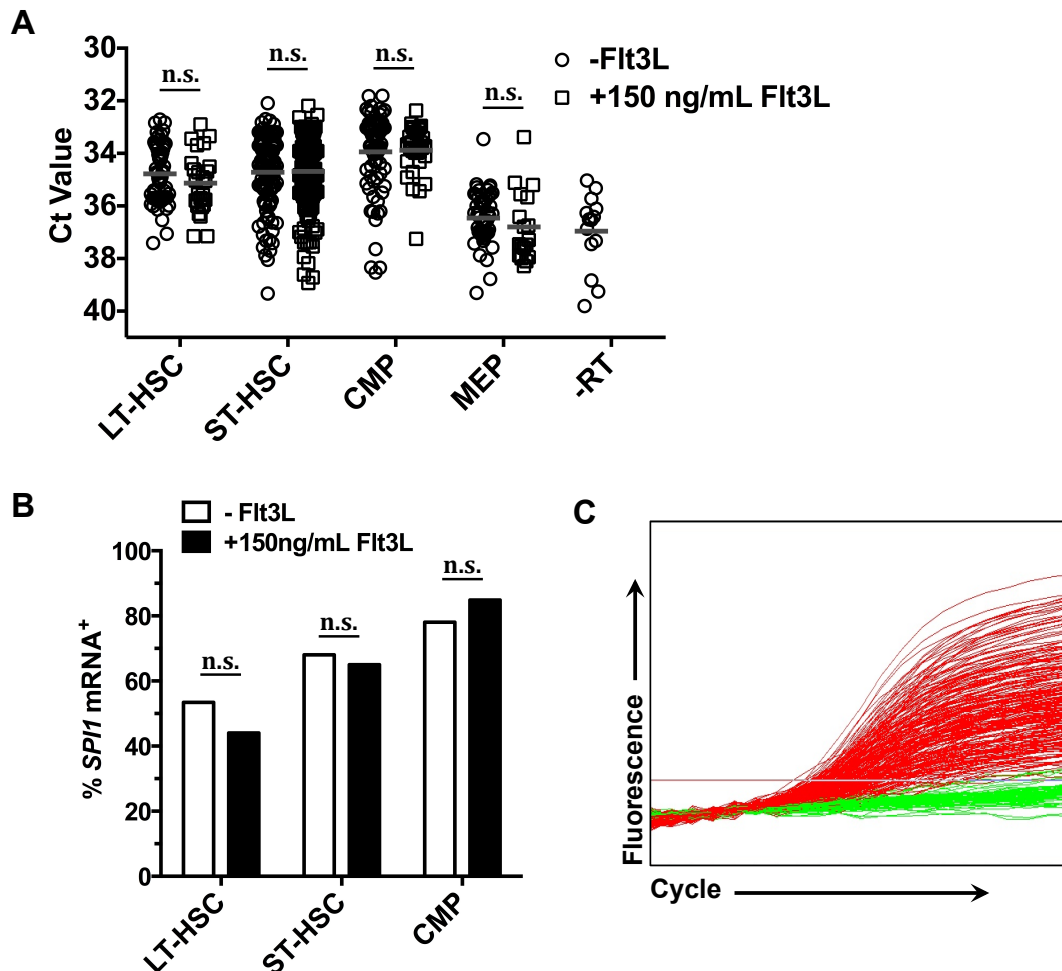 A
30
32
34
36
38
40
Ct Value
n.s.
n.s.
n.s.
n.s.
-Flt3L
+150 ng/mL Flt3L
LT-HSC
ST-HSC
CMP
MEP
-RT
B
- Flt3L
+150ng/mL Flt3L
100
80
60
40
20
0
% SPI1 mRNA+
n.s.
n.s.
n.s.
LT-HSC
ST-HSC
CMP
C
Fluorescence
Cycle